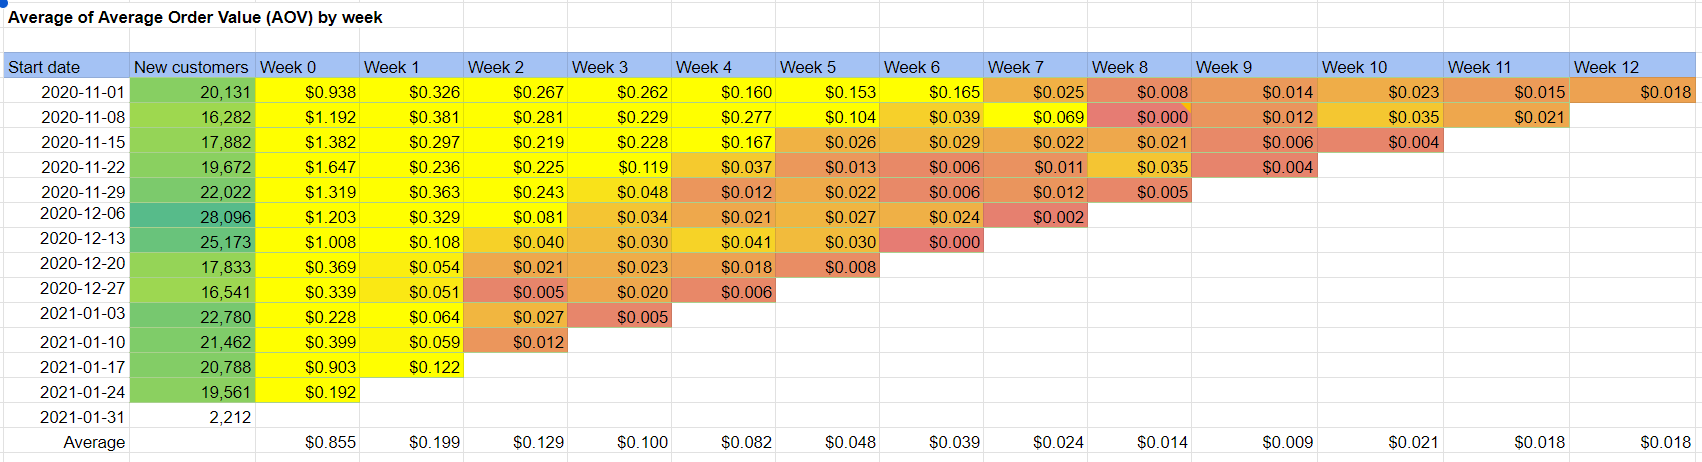 Average of Average Order Value (AOV) by week
Start date New customers Week 0 Week 1 Week 2 Week 3 Week 4 Week 5 Week 6 Week 7 Week 8 Week 9 Week 10 Week 11 Week 12
2020-11-01 20,131 $0.938 $0.326 $0.267 $0.262 $0.160 $0.153 $0.165 $0.025 $0.008 $0.014 $0.023 $0.015 $0.018
2020-11-08 16,282 $1.192 $0.381 $0.281 $0.229 $0.277 $0.104 $0.039 $0.069 $0.000 $0.012 $0.035 $0.021
2020-11-15 17,882 $1.382 $0.297 $0.219 $0.228 $0.167 $0.026 $0.029 $0.022 $0.021 $0.006 $0.004
2020-11-22 19,672 $1.647 $0.236 $0.225 $0.119 $0.037 $0.013 $0.006 $0.011 $0.035 $0.004
2020-11-29 22,022 $1.319 $0.363 $0.243 $0.048 $0.012 $0.022 $0.006 $0.012 $0.005
2020-12-06 28,096 $1.203 $0.329 $0.081 $0.034 $0.021 $0.027 $0.024 $0.002
2020-12-13 25,173 $1.008 $0.108 $0.040 $0.030 $0.041 $0.030 $0.000
2020-12-20 17,833 $0.369 $0.054 $0.021 $0.023 $0.018 $0.008
2020-12-27 16,541 $0.339 $0.051 $0.005 $0.020 $0.006
2021-01-03 22,780 $0.228 $0.064 $0.027 $0.005
2021-01-10 21,462 $0.399 $0.059 $0.012
2021-01-17 20,788 $0.903 $0.122
2021-01-24 19,561 $0.192
2021-01-31 2,212
Average $0.855 $0.199 $0.129 $0.100 $0.082 $0.048 $0.039 $0.024 $0.014 $0.009 $0.021 $0.018 $0.018